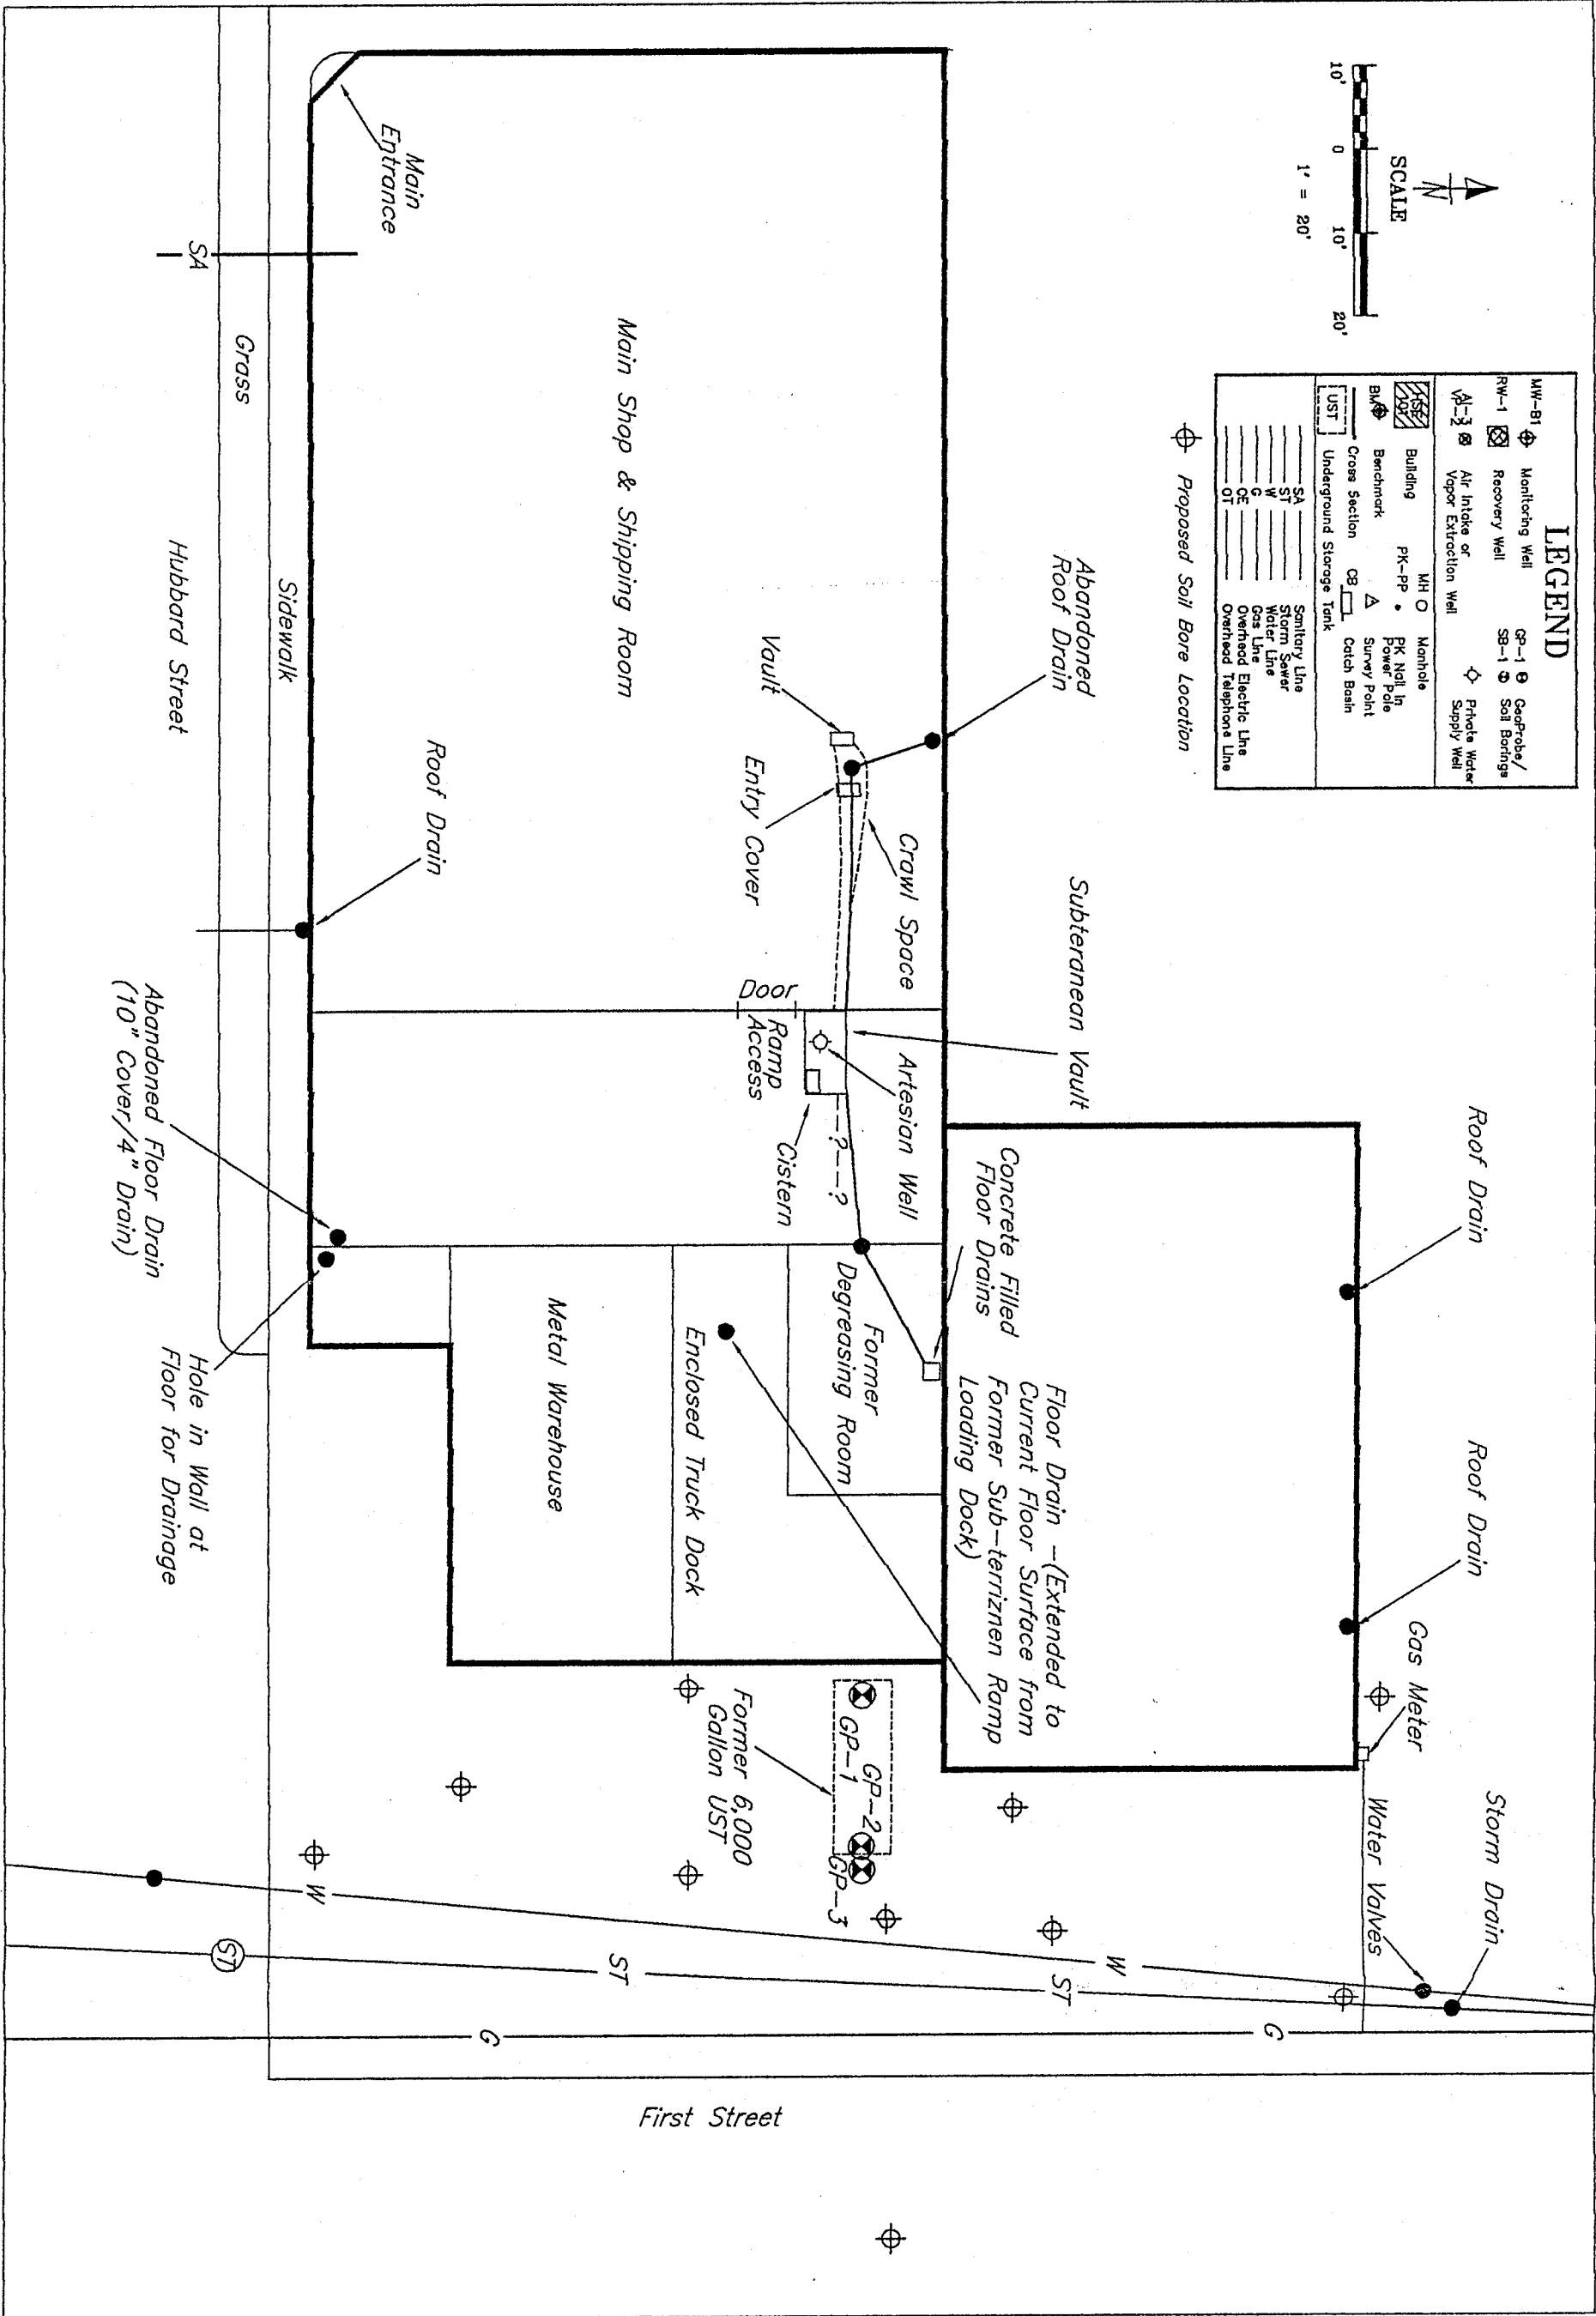 LEGEND
MW-B1 Monitoring Well
GP-1 GeoProbe/
SB-1 Soil Borings
RW-1 Recovery Well
AI-3 Air Intake or
VP-2 Vapor Extraction Well
Private Water
Supply Well
Building
MH Manhole
PK-PP PK Nail In
Power Pole
BM Benchmark
Survey Point
Cross Section
CB Catch Basin
UST Underground Storage Tank
SA Sanitary Line
ST Storm Sewer
W Water Line
G Gas Line
OE Overhead Electric Line
OT Overhead Telephone Line
Proposed Soil Bore Location
N
SCALE
10' 0 10' 20'
1" = 20'
Roof Drain
Roof Drain
Gas Meter
Storm Drain
Water Valves
Abandoned
Roof Drain
Subteranean Vault
Concrete Filled
Floor Drains
Floor Drain -(Extended to
Current Floor Surface from
Former Sub-terriznen Ramp
Loading Dock)
Crawl Space
Vault
Entry Cover
Artesian Well
Door
Ramp
Access
Cistern
?
?
Former
Degreasing Room
Enclosed Truck Dock
Metal Warehouse
Main Shop & Shipping Room
GP-1
GP-2
GP-3
Former 6,000
Gallon UST
Main
Entrance
Roof Drain
Sidewalk
Grass
SA
Hubbard Street
Abandoned Floor Drain
(10" Cover/4" Drain)
Hole in Wall at
Floor for Drainage
W
W
ST
ST
ST
G
G
First Street